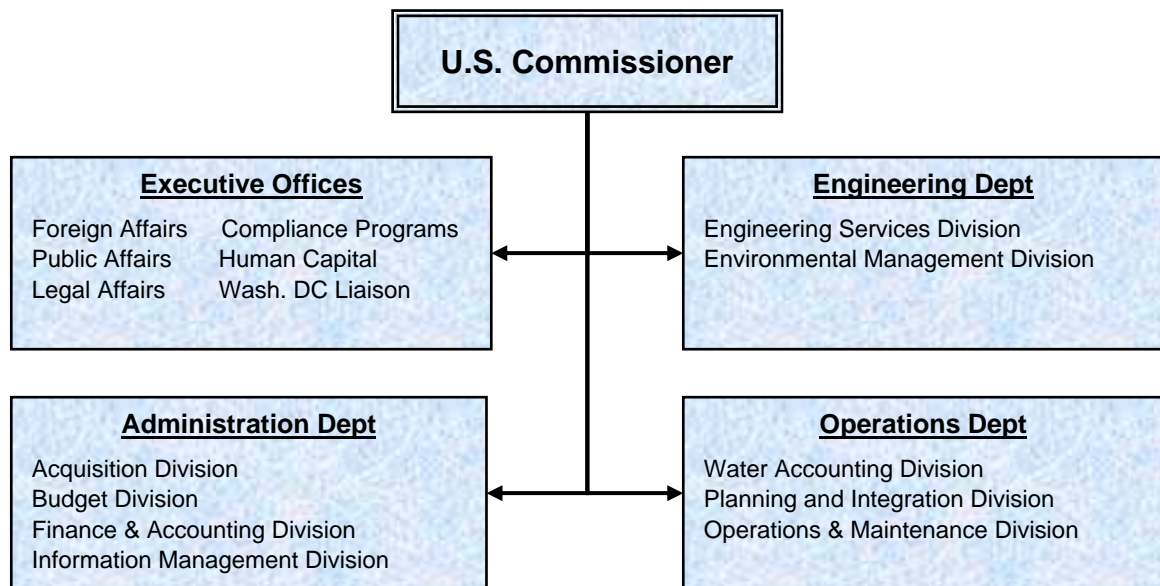 U.S. Commissioner
Executive Offices
Foreign Affairs Compliance Programs
Public Affairs Human Capital
Legal Affairs Wash. DC Liaison
Engineering Dept
Engineering Services Division
Environmental Management Division
Administration Dept
Acquisition Division
Budget Division
Finance & Accounting Division
Information Management Division
Operations Dept
Water Accounting Division
Planning and Integration Division
Operations & Maintenance Division